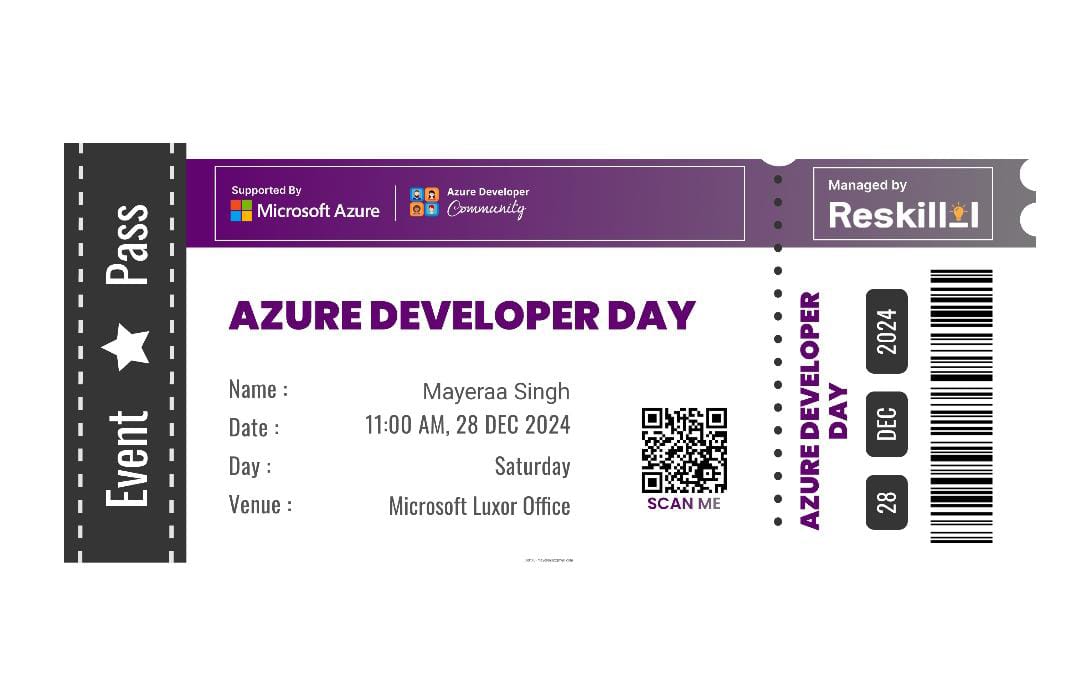 Event Pass
Supported By
Microsoft Azure
Azure Developer
Community
Managed by
Reskilll
AZURE DEVELOPER DAY
Name : Mayeraa Singh
Date : 11:00 AM, 28 DEC 2024
Day : Saturday
Venue : Microsoft Luxor Office
SCAN ME
AZURE DEVELOPER
DAY
28 DEC 2024